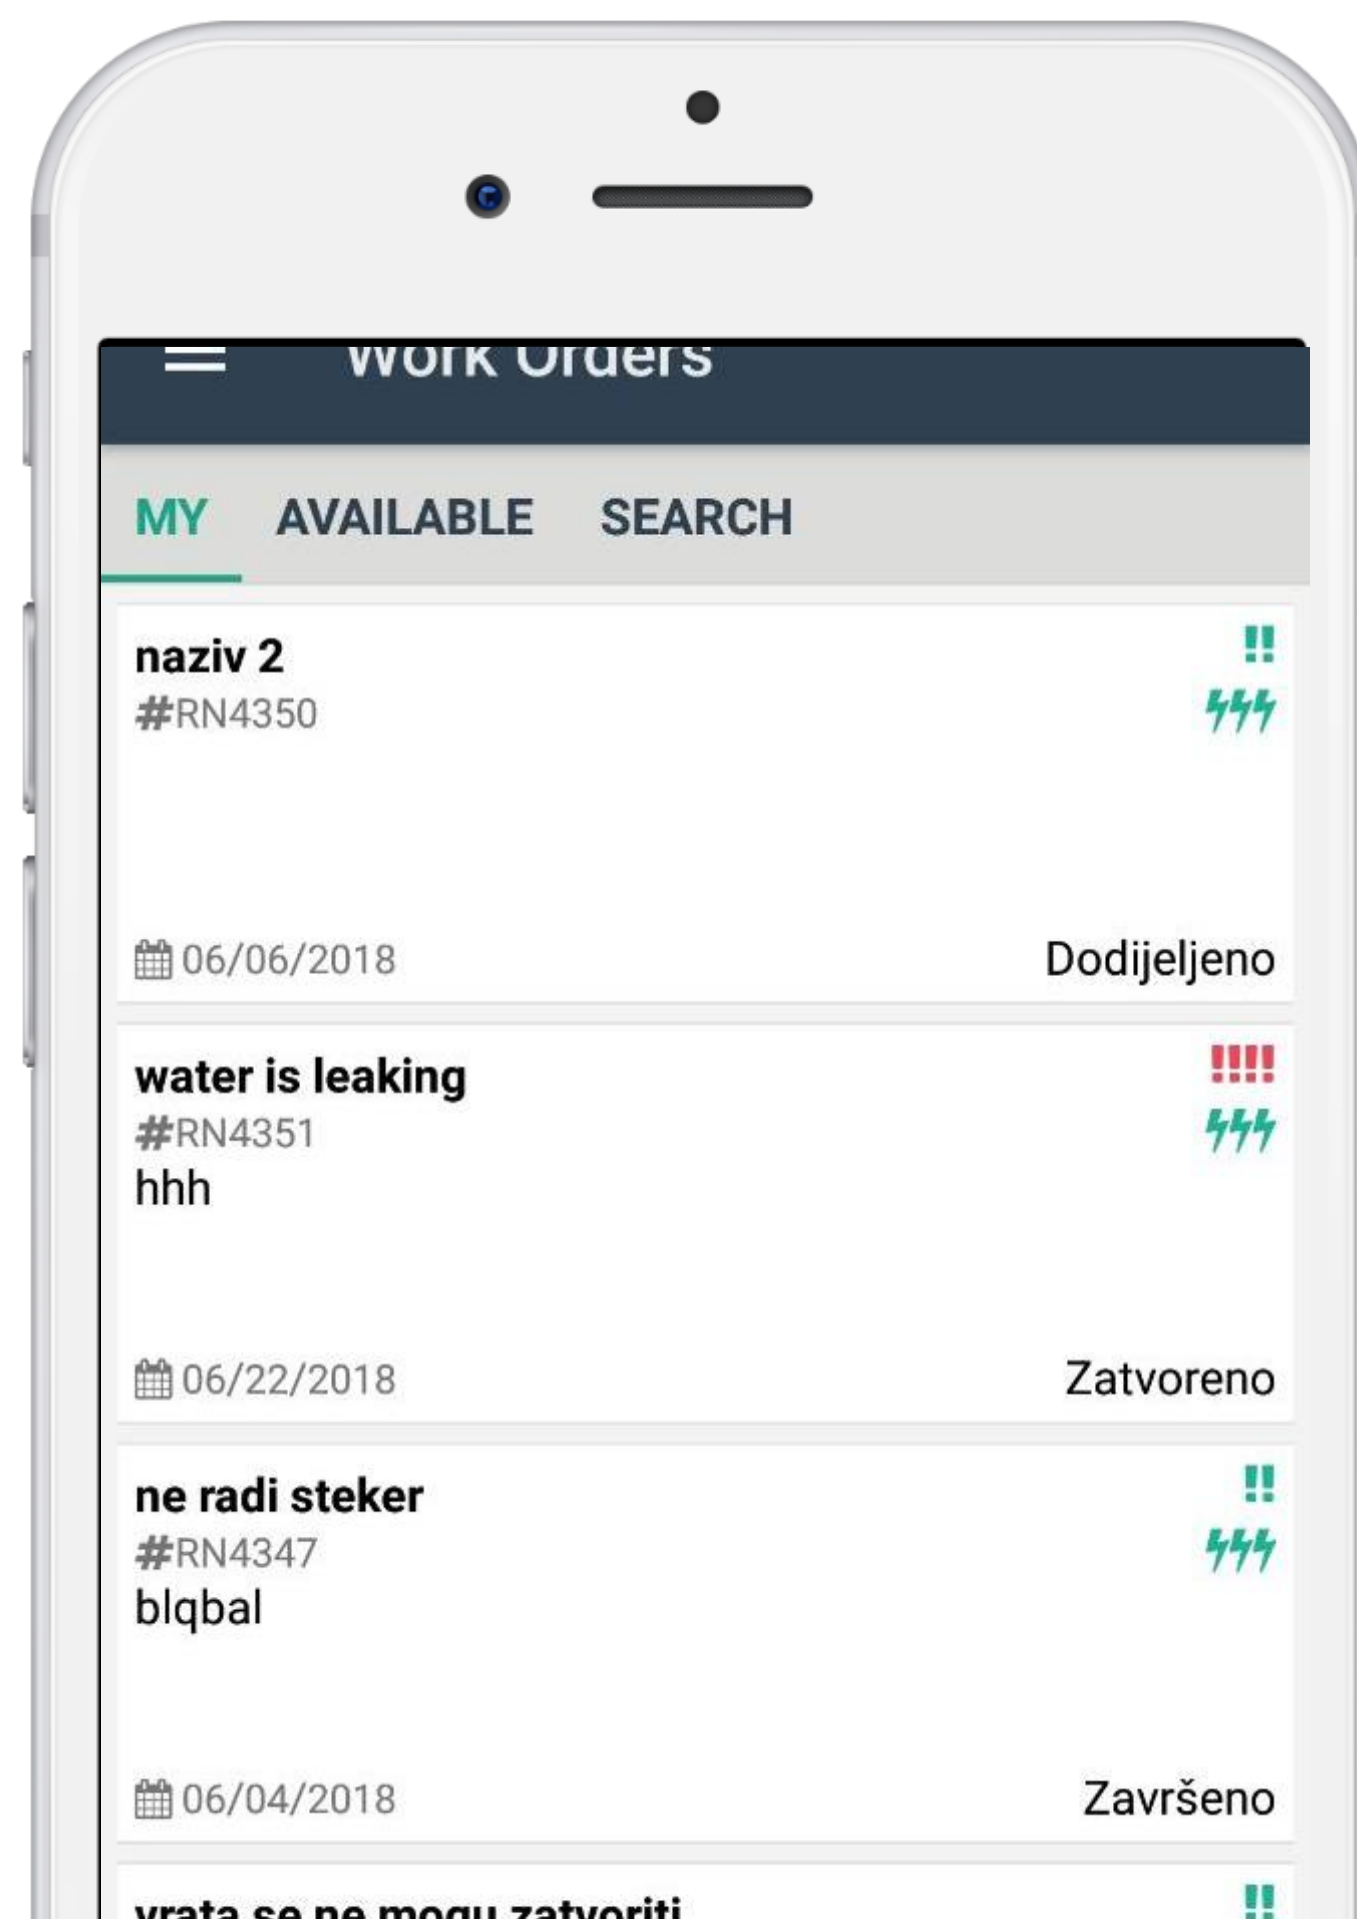 Work Orders
MY AVAILABLE SEARCH
naziv 2
!!
#RN4350
06/06/2018 Dodijeljeno
water is leaking
!!!!
#RN4351
hhh
06/22/2018 Zatvoreno
ne radi steker
!!
#RN4347
blqbal
06/04/2018 Završeno
vrata se ne mogu zatvoriti
!!